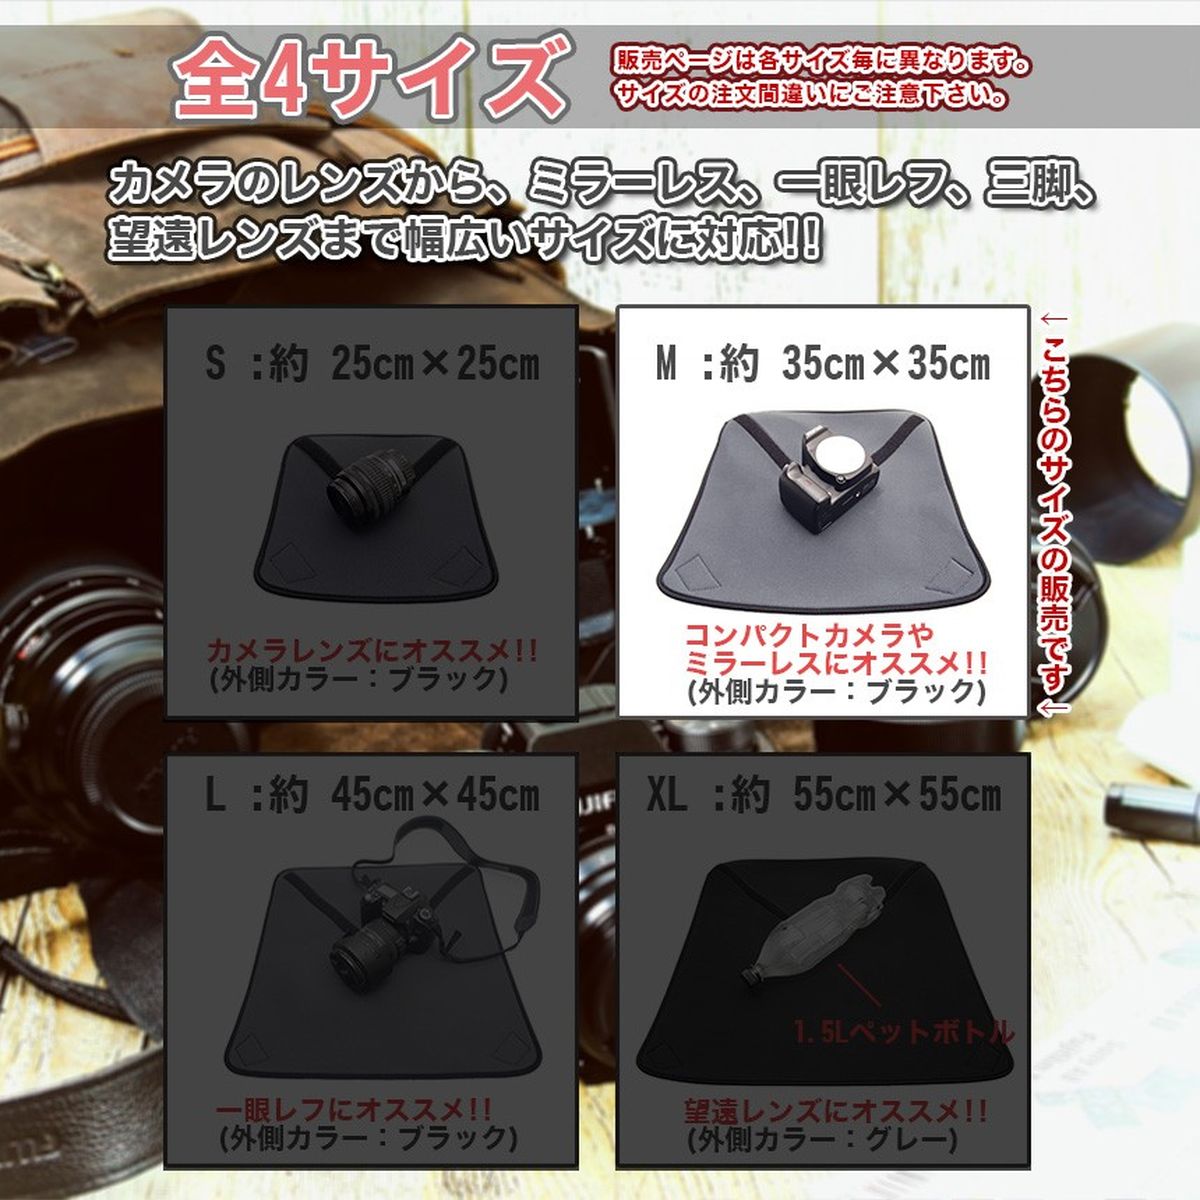 全4サイズ
販売ページは各サイズ毎に異なります。
サイズの注文間違いにご注意下さい。
カメラのレンズから、ミラーレス、一眼レフ、三脚、
望遠レンズまで幅広いサイズに対応!!
S :約 25cm×25cm
カメラレンズにオススメ!!
(外側カラー：ブラック)
M :約 35cm×35cm
コンパクトカメラや
ミラーレスにオススメ!!
(外側カラー：ブラック)
←こちらのサイズの販売です←
L :約 45cm×45cm
一眼レフにオススメ!!
(外側カラー：ブラック)
XL :約 55cm×55cm
1.5Lペットボトル
望遠レンズにオススメ!!
(外側カラー：グレー)